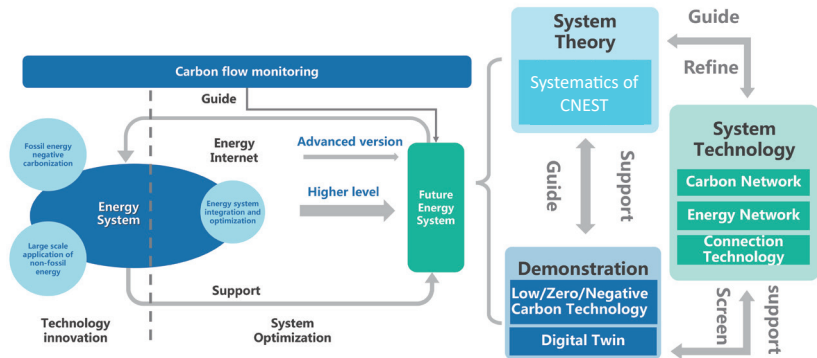 Carbon flow monitoring
Guide
Fossil energy
negative
carbonization
Energy
Internet
Advanced version
Higher level
Energy
System
Energy system
integration and
optimization
Large scale
application of
non-fossil
energy
Future
Energy
System
Support
Technology
innovation
System
Optimization
System
Theory
Systematics of
CNEST
Guide
Refine
Guide
Support
System
Technology
Carbon Network
Energy Network
Connection
Technology
Demonstration
Low/Zero/Negative
Carbon Technology
Digital Twin
Screen
support